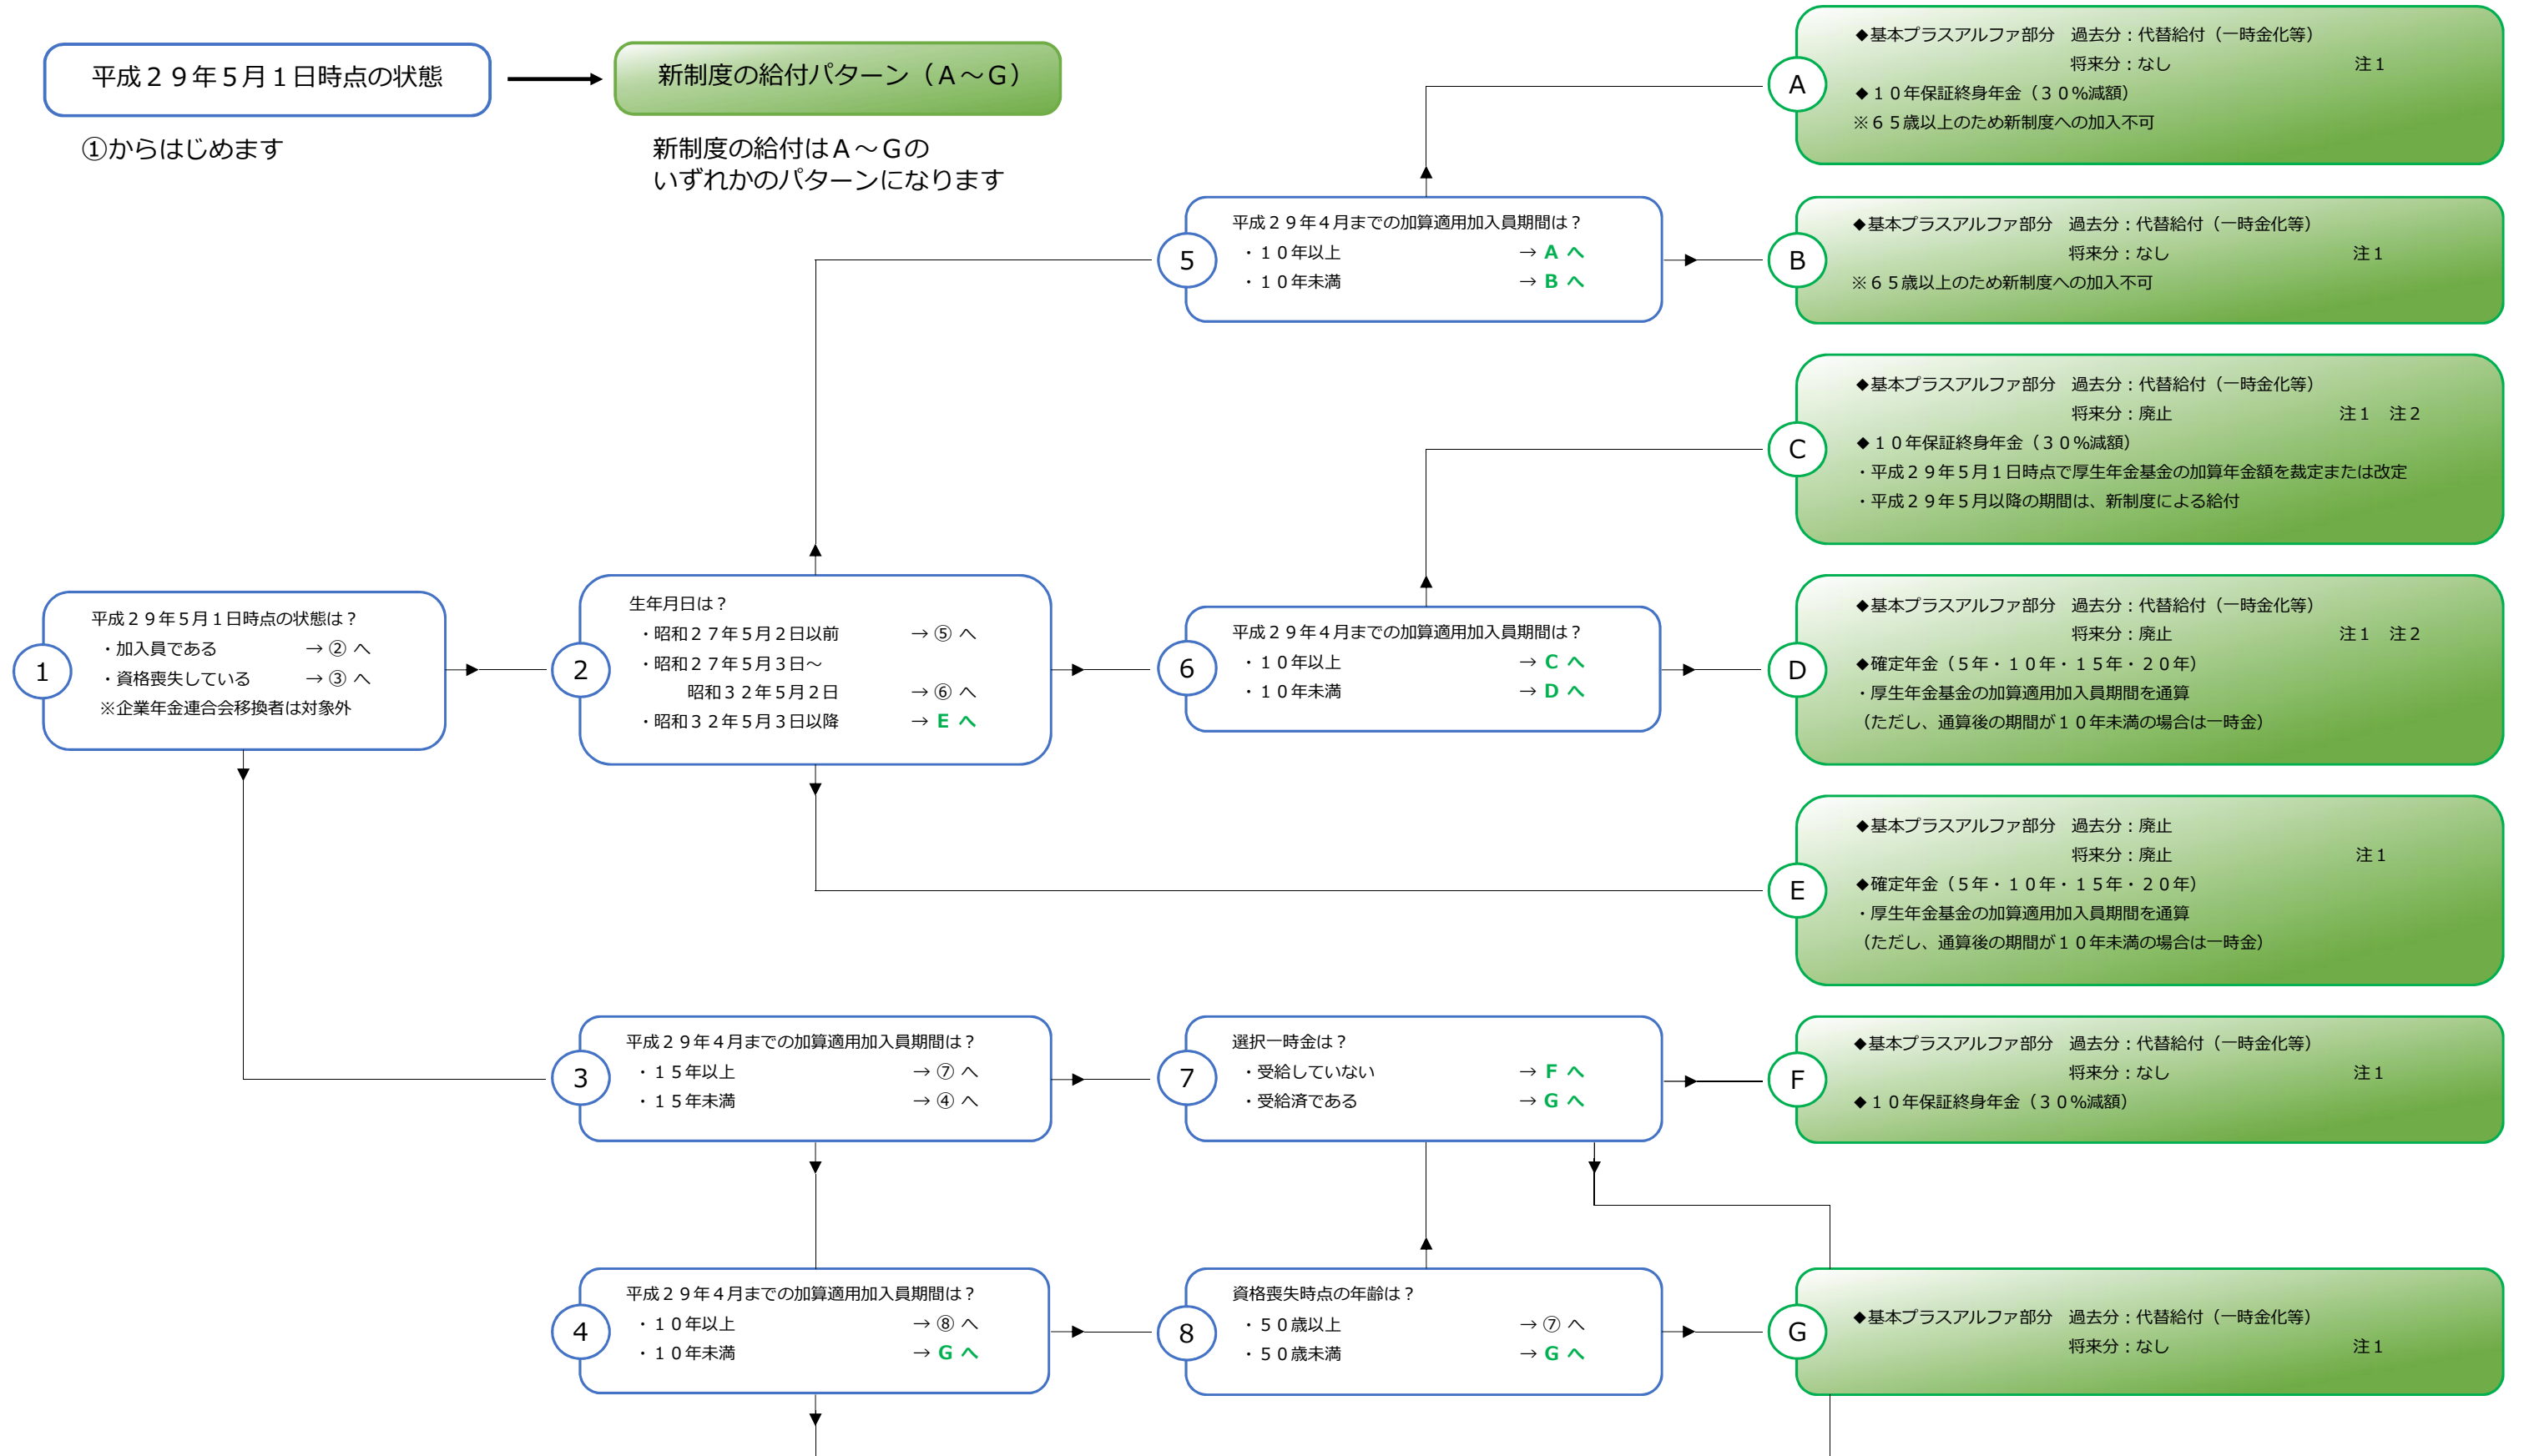 平成２９年５月１日時点の状態
新制度の給付パターン（Ａ～Ｇ）
①からはじめます
新制度の給付はＡ～Ｇの
いずれかのパターンになります
1
平成２９年５月１日時点の状態は？
・加入員である → ② へ
・資格喪失している → ③ へ
※企業年金連合会移換者は対象外
2
生年月日は？
・昭和２７年５月２日以前 → ⑤ へ
・昭和２７年５月３日～
昭和３２年５月２日 → ⑥ へ
・昭和３２年５月３日以降 → E へ
3
平成２９年４月までの加算適用加入員期間は？
・１５年以上 → ⑦ へ
・１５年未満 → ④ へ
4
平成２９年４月までの加算適用加入員期間は？
・１０年以上 → ⑧ へ
・１０年未満 → G へ
5
平成２９年４月までの加算適用加入員期間は？
・１０年以上 → A へ
・１０年未満 → B へ
6
平成２９年４月までの加算適用加入員期間は？
・１０年以上 → C へ
・１０年未満 → D へ
7
選択一時金は？
・受給していない → F へ
・受給済である → G へ
8
資格喪失時点の年齢は？
・５０歳以上 → ⑦ へ
・５０歳未満 → G へ
A
◆基本プラスアルファ部分　過去分：代替給付（一時金化等）
将来分：なし 注１
◆１０年保証終身年金（３０％減額）
※６５歳以上のため新制度への加入不可
B
◆基本プラスアルファ部分　過去分：代替給付（一時金化等）
将来分：なし 注１
※６５歳以上のため新制度への加入不可
C
◆基本プラスアルファ部分　過去分：代替給付（一時金化等）
将来分：廃止 注１　注２
◆１０年保証終身年金（３０％減額）
・平成２９年５月１日時点で厚生年金基金の加算年金額を裁定または改定
・平成２９年５月以降の期間は、新制度による給付
D
◆基本プラスアルファ部分　過去分：代替給付（一時金化等）
将来分：廃止 注１　注２
◆確定年金（５年・１０年・１５年・２０年）
・厚生年金基金の加算適用加入員期間を通算
（ただし、通算後の期間が１０年未満の場合は一時金）
E
◆基本プラスアルファ部分　過去分：廃止
将来分：廃止 注１
◆確定年金（５年・１０年・１５年・２０年）
・厚生年金基金の加算適用加入員期間を通算
（ただし、通算後の期間が１０年未満の場合は一時金）
F
◆基本プラスアルファ部分　過去分：代替給付（一時金化等）
将来分：なし 注１
◆１０年保証終身年金（３０％減額）
G
◆基本プラスアルファ部分　過去分：代替給付（一時金化等）
将来分：なし 注１